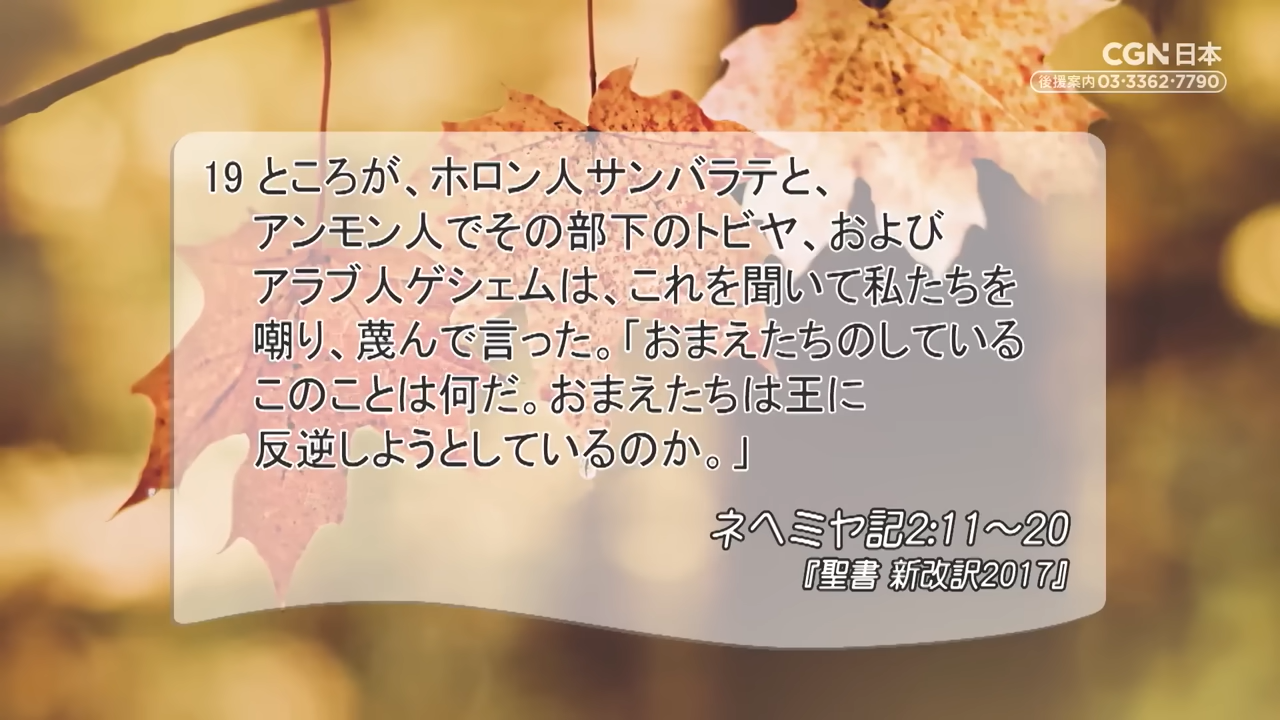 CGN日本
後援案内 03·3362·7790
19 ところが、ホロン人サンバラテと、
アンモン人でその部下のトビヤ、および
アラブ人ゲシェムは、これを聞いて私たちを
嘲り、蔑んで言った。「おまえたちのしている
このことは何だ。おまえたちは王に
反逆しようとしているのか。」
ネヘミヤ記2:11～20
『聖書 新改訳2017』